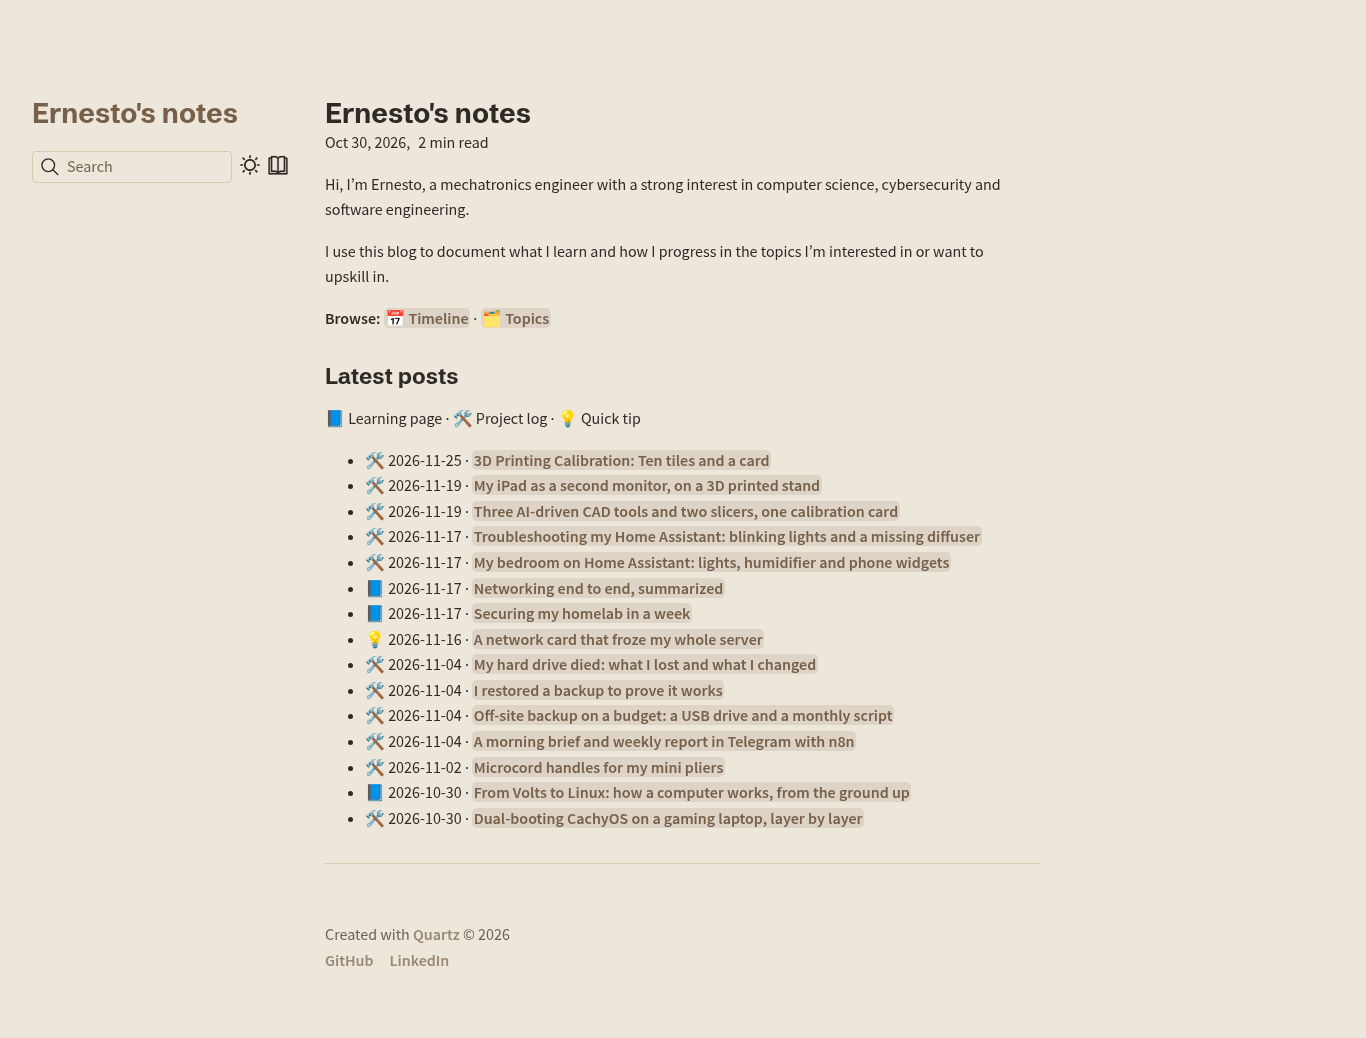 Ernesto's notes
Search
Ernesto's notes
Oct 30, 2026, 2 min read
Hi, I’m Ernesto, a mechatronics engineer with a strong interest in computer science, cybersecurity and
software engineering.
I use this blog to document what I learn and how I progress in the topics I’m interested in or want to
upskill in.
Browse: 📅 Timeline · 🗂️ Topics
Latest posts
📘 Learning page · 🛠️ Project log · 💡 Quick tip
🛠️ 2026-11-25 · 3D Printing Calibration: Ten tiles and a card
🛠️ 2026-11-19 · My iPad as a second monitor, on a 3D printed stand
🛠️ 2026-11-19 · Three AI-driven CAD tools and two slicers, one calibration card
🛠️ 2026-11-17 · Troubleshooting my Home Assistant: blinking lights and a missing diffuser
🛠️ 2026-11-17 · My bedroom on Home Assistant: lights, humidifier and phone widgets
📘 2026-11-17 · Networking end to end, summarized
📘 2026-11-17 · Securing my homelab in a week
💡 2026-11-16 · A network card that froze my whole server
🛠️ 2026-11-04 · My hard drive died: what I lost and what I changed
🛠️ 2026-11-04 · I restored a backup to prove it works
🛠️ 2026-11-04 · Off-site backup on a budget: a USB drive and a monthly script
🛠️ 2026-11-04 · A morning brief and weekly report in Telegram with n8n
🛠️ 2026-11-02 · Microcord handles for my mini pliers
📘 2026-10-30 · From Volts to Linux: how a computer works, from the ground up
🛠️ 2026-10-30 · Dual-booting CachyOS on a gaming laptop, layer by layer
Created with Quartz © 2026
GitHub LinkedIn